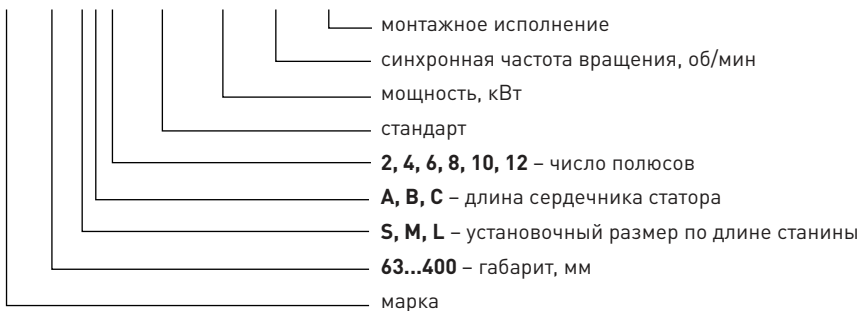 монтажное исполнение
синхронная частота вращения, об/мин
мощность, кВт
стандарт
2, 4, 6, 8, 10, 12 – число полюсов
A, B, C – длина сердечника статора
S, M, L – установочный размер по длине станины
63...400 – габарит, мм
марка